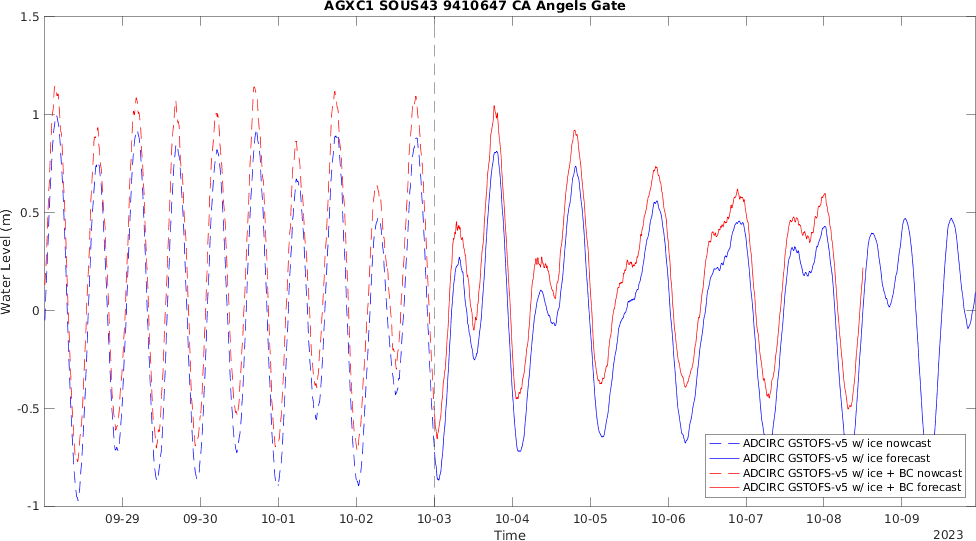 AGXC1 SOUS43 9410647 CA Angels Gate
1.5
1
0.5
0
-0.5
-1
Water Level (m)
09-29 09-30 10-01 10-02 10-03 10-04 10-05 10-06 10-07 10-08 10-09
Time
2023
ADCIRC GSTOFS-v5 w/ ice nowcast
ADCIRC GSTOFS-v5 w/ ice forecast
ADCIRC GSTOFS-v5 w/ ice + BC nowcast
ADCIRC GSTOFS-v5 w/ ice + BC forecast